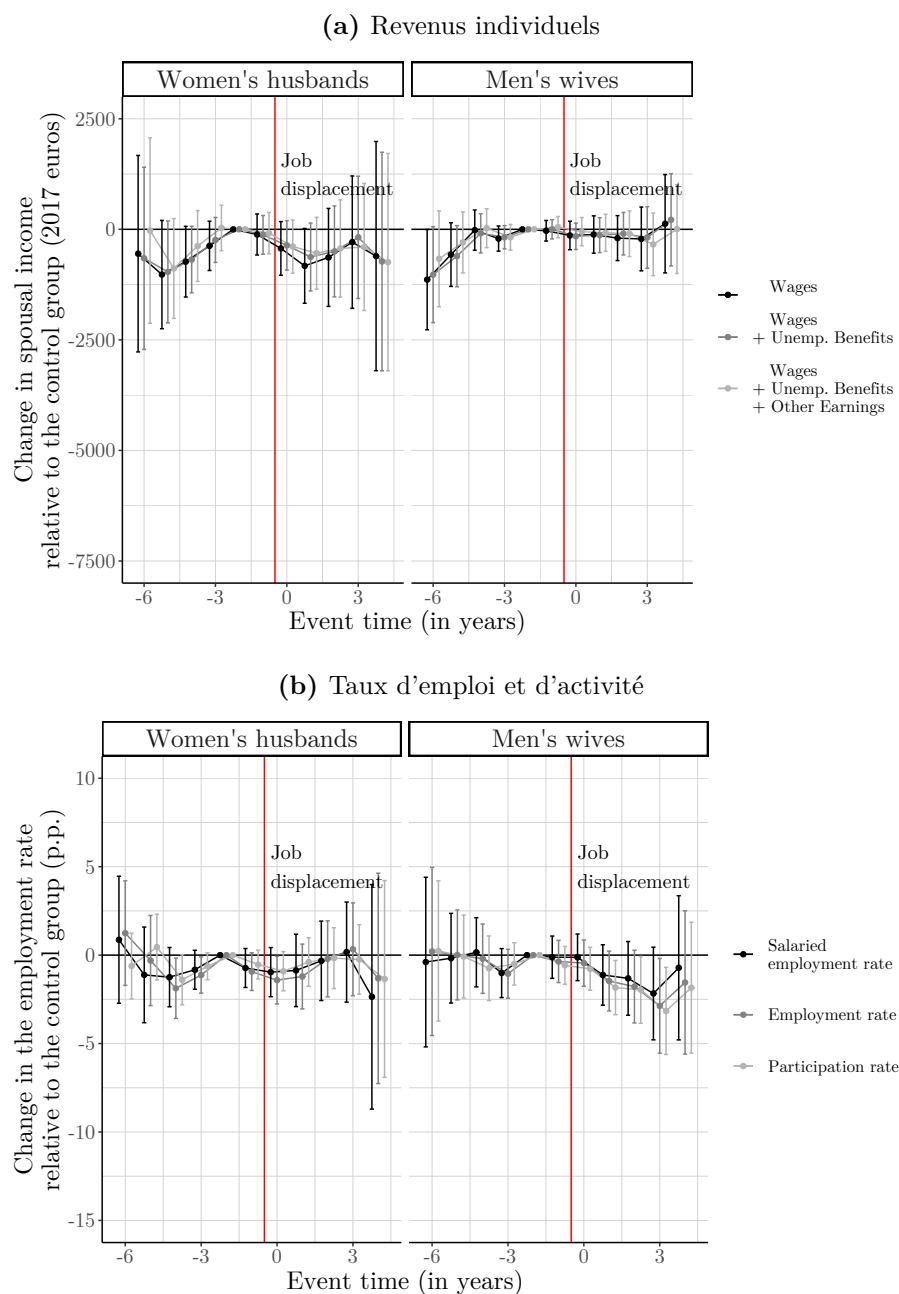 (a) Revenus individuels
Women's husbands
Men's wives
Change in spousal income
relative to the control group (2017 euros)
2500
0
-2500
-5000
-7500
Job
displacement
Job
displacement
-6
-3
0
3
-6
-3
0
3
Event time (in years)
Wages
Wages
+ Unemp. Benefits
Wages
+ Unemp. Benefits
+ Other Earnings
(b) Taux d'emploi et d'activité
Women's husbands
Men's wives
Change in the employment rate
relative to the control group (p.p.)
10
5
0
-5
-10
-15
Job
displacement
Job
displacement
-6
-3
0
3
-6
-3
0
3
Event time (in years)
Salaried
employment rate
Employment rate
Participation rate